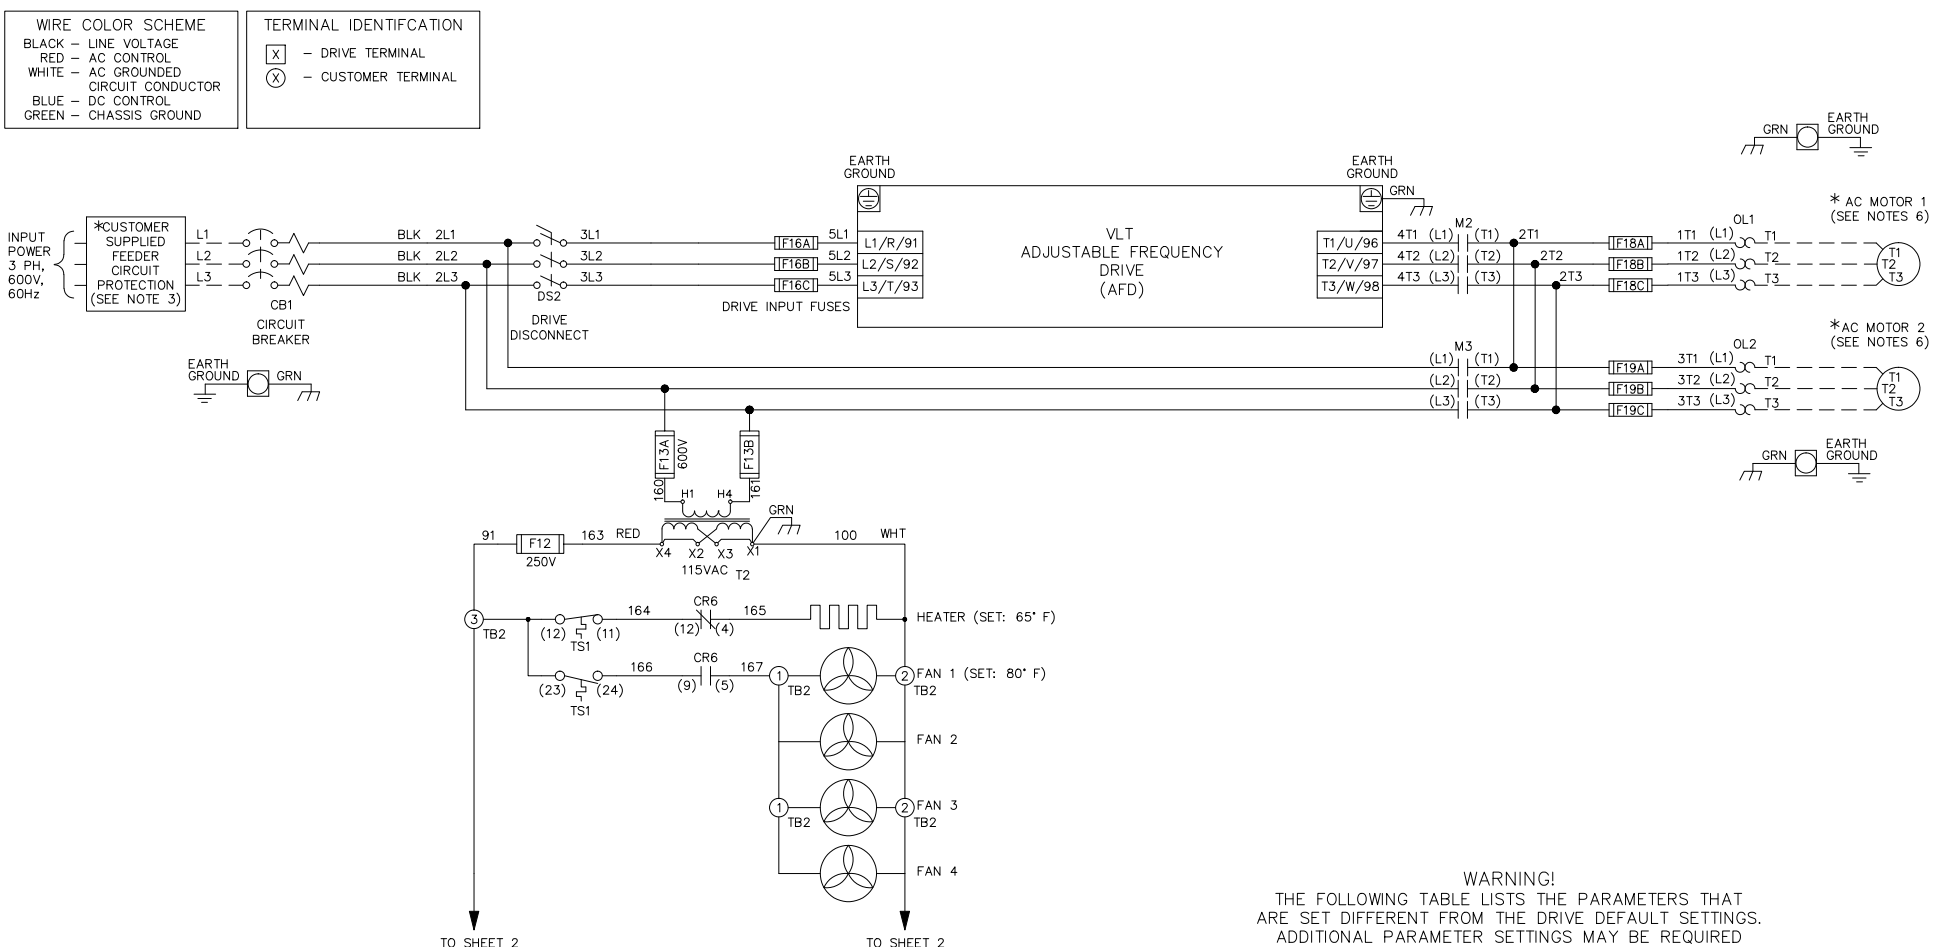 WIRE COLOR SCHEME
BLACK – LINE VOLTAGE
RED – AC CONTROL
WHITE – AC GROUNDED
CIRCUIT CONDUCTOR
BLUE – DC CONTROL
GREEN – CHASSIS GROUND
TERMINAL IDENTIFCATION
X – DRIVE TERMINAL
X – CUSTOMER TERMINAL
INPUT
POWER
3 PH,
600V,
60Hz
*CUSTOMER
SUPPLIED
FEEDER
CIRCUIT
PROTECTION
(SEE NOTE 3)
L1
L2
L3
CB1
CIRCUIT
BREAKER
BLK 2L1
BLK 2L2
BLK 2L3
DS2
DRIVE
DISCONNECT
3L1
3L2
3L3
F16A
F16B
F16C
DRIVE INPUT FUSES
5L1
5L2
5L3
EARTH
GROUND
L1/R/91
L2/S/92
L3/T/93
VLT
ADJUSTABLE FREQUENCY
DRIVE
(AFD)
EARTH
GROUND
GRN
T1/U/96
T2/V/97
T3/W/98
4T1 (L1)
4T2 (L2)
4T3 (L3)
M2
(T1)
(T2)
(T3)
2T1
2T2
2T3
F18A
F18B
F18C
1T1 (L1)
1T2 (L2)
1T3 (L3)
OL1
T1
T2
T3
GRN
EARTH
GROUND
* AC MOTOR 1
(SEE NOTES 6)
T1
T2
T3
M3
(L1) (T1)
(L2) (T2)
(L3) (T3)
F19A
F19B
F19C
3T1 (L1)
3T2 (L2)
3T3 (L3)
OL2
T1
T2
T3
*AC MOTOR 2
(SEE NOTES 6)
T1
T2
T3
GRN
EARTH
GROUND
EARTH
GROUND
GRN
F13A
600V
F13B
160
161
H1 H4
GRN
91
F12
250V
163 RED
X4 X2 X3 X1
115VAC T2
100 WHT
3
TB2
(12) (11)
TS1
164
CR6
(12) (4)
165
HEATER (SET: 65° F)
(23) (24)
TS1
166
CR6
(9) (5)
167
1
TB2
2
TB2
FAN 1 (SET: 80° F)
FAN 2
1
TB2
2
TB2
FAN 3
FAN 4
TO SHEET 2
TO SHEET 2
WARNING!
THE FOLLOWING TABLE LISTS THE PARAMETERS THAT
ARE SET DIFFERENT FROM THE DRIVE DEFAULT SETTINGS.
ADDITIONAL PARAMETER SETTINGS MAY BE REQUIRED